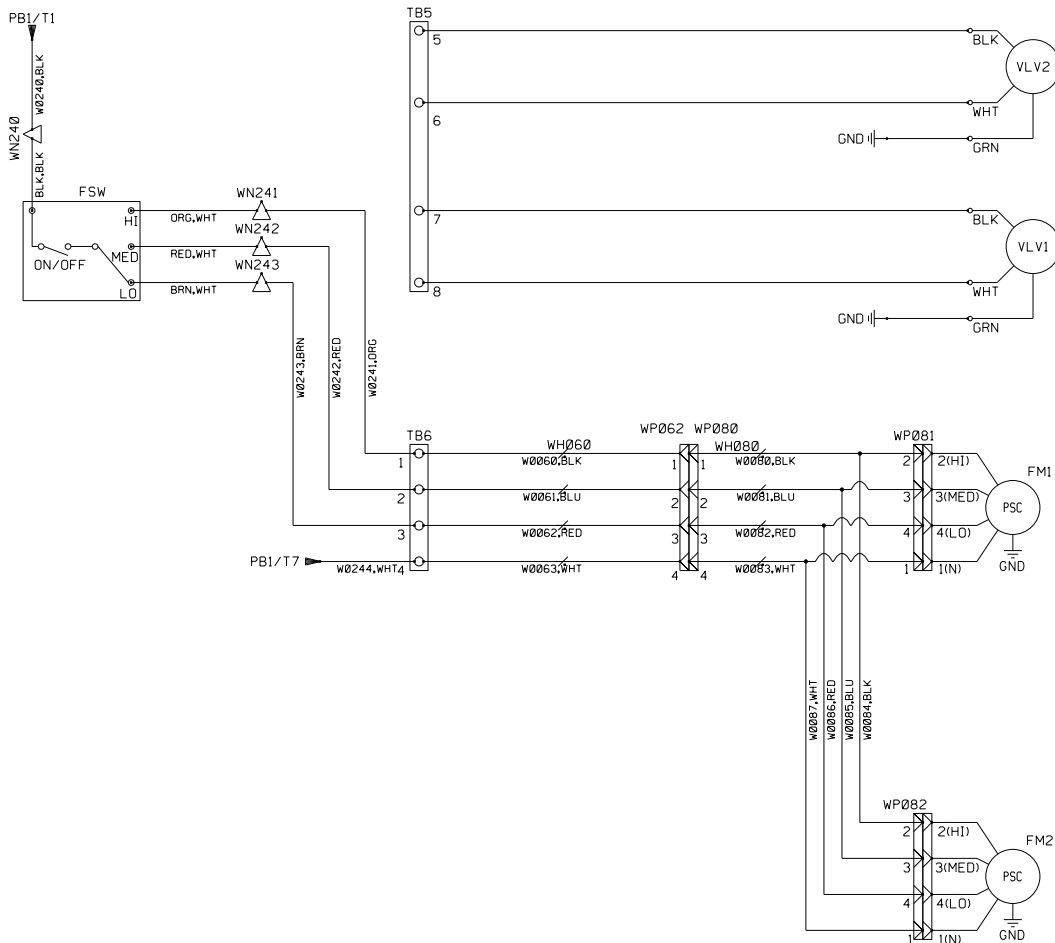 PB1/T1
TB5
W0240,BLK
WN240
BLK,BLK
5
BLK
VLV2
6
WHT
GND
GRN
FSW
HI
MED
LO
ON/OFF
WN241
ORG,WHT
WN242
RED,WHT
WN243
BRN,WHT
7
BLK
VLV1
8
WHT
GND
GRN
W0243,BRN
W0242,RED
W0241,ORG
TB6
WH060
WP062
WP080
WH080
WP081
1
W0060,BLK
1
1
W0080,BLK
2
2(HI)
FM1
2
W0061,BLU
2
2
W0081,BLU
3
3(MED)
PSC
3
W0062,RED
3
3
W0082,RED
4
4(LO)
PB1/T7
W0244,WHT
4
W0063,WHT
4
4
W0083,WHT
1
1(N)
GND
W0087,WHT
W0086,RED
W0085,BLU
W0084,BLK
WP082
2
2(HI)
FM2
3
3(MED)
PSC
4
4(LO)
1
1(N)
GND